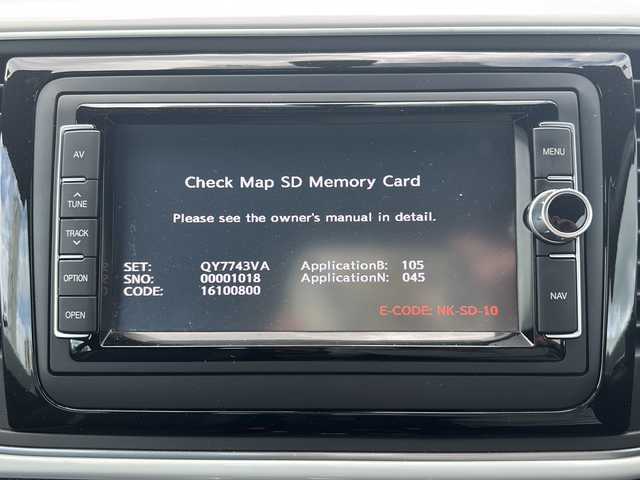 AV
TUNE
TRACK
OPTION
OPEN
Check Map SD Memory Card
Please see the owner's manual in detail.
SET: QY7743VA ApplicationB: 105
SNO: 00001018 ApplicationN: 045
CODE: 16100800
E-CODE: NK-SD-10
MENU
NAV